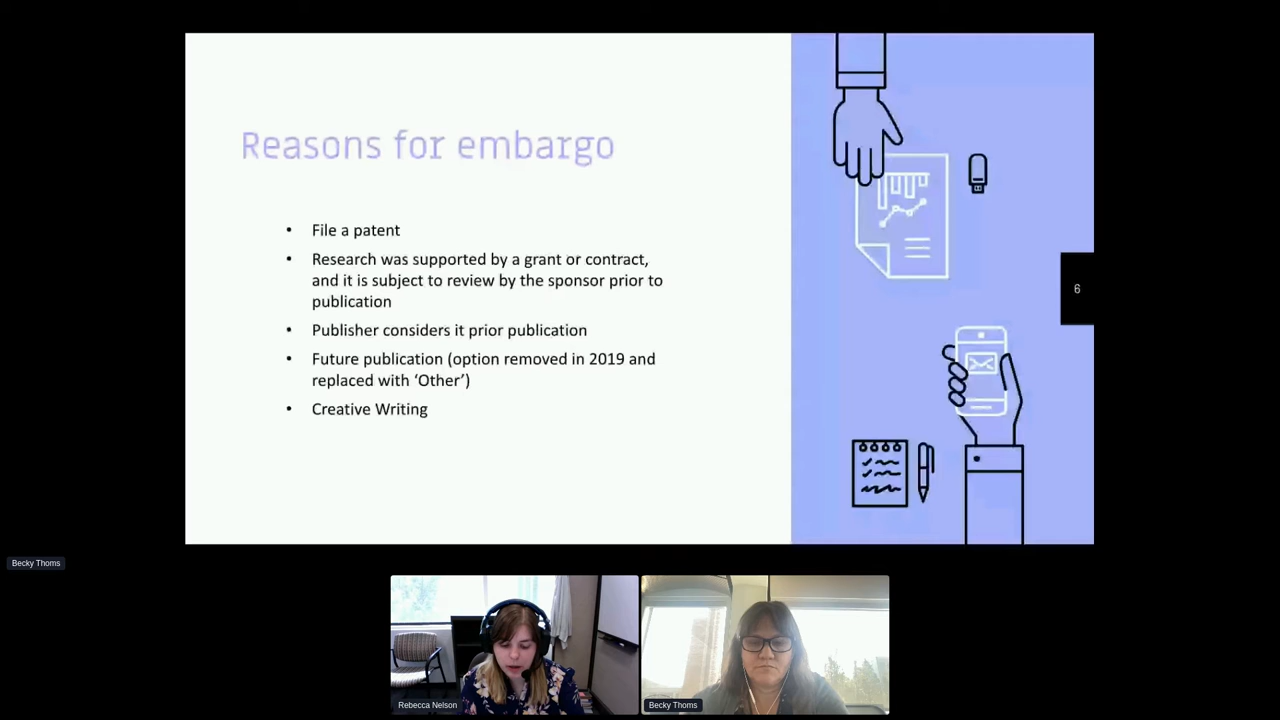 Reasons for embargo
• File a patent
• Research was supported by a grant or contract,
and it is subject to review by the sponsor prior to
publication
• Publisher considers it prior publication
• Future publication (option removed in 2019 and
replaced with ‘Other’)
• Creative Writing
6
Becky Thoms
Rebecca Nelson
Becky Thoms